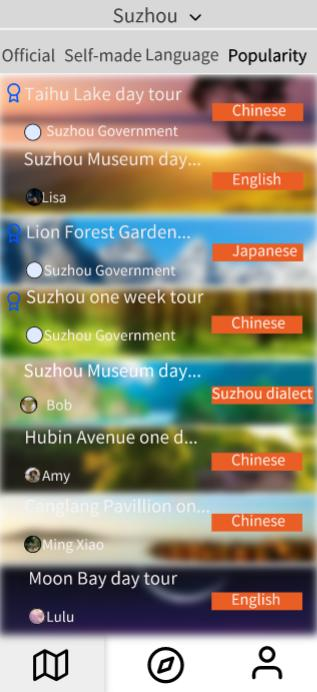 Suzhou
Official Self-made Language Popularity
Taihu Lake day tour
Chinese
Suzhou Government
Suzhou Museum day...
English
Lisa
Lion Forest Garden...
Japanese
Suzhou Government
Suzhou one week tour
Chinese
Suzhou Government
Suzhou Museum day...
Suzhou dialect
Bob
Hubin Avenue one d...
Chinese
Amy
Canglang Pavillion on...
Chinese
Ming Xiao
Moon Bay day tour
English
Lulu